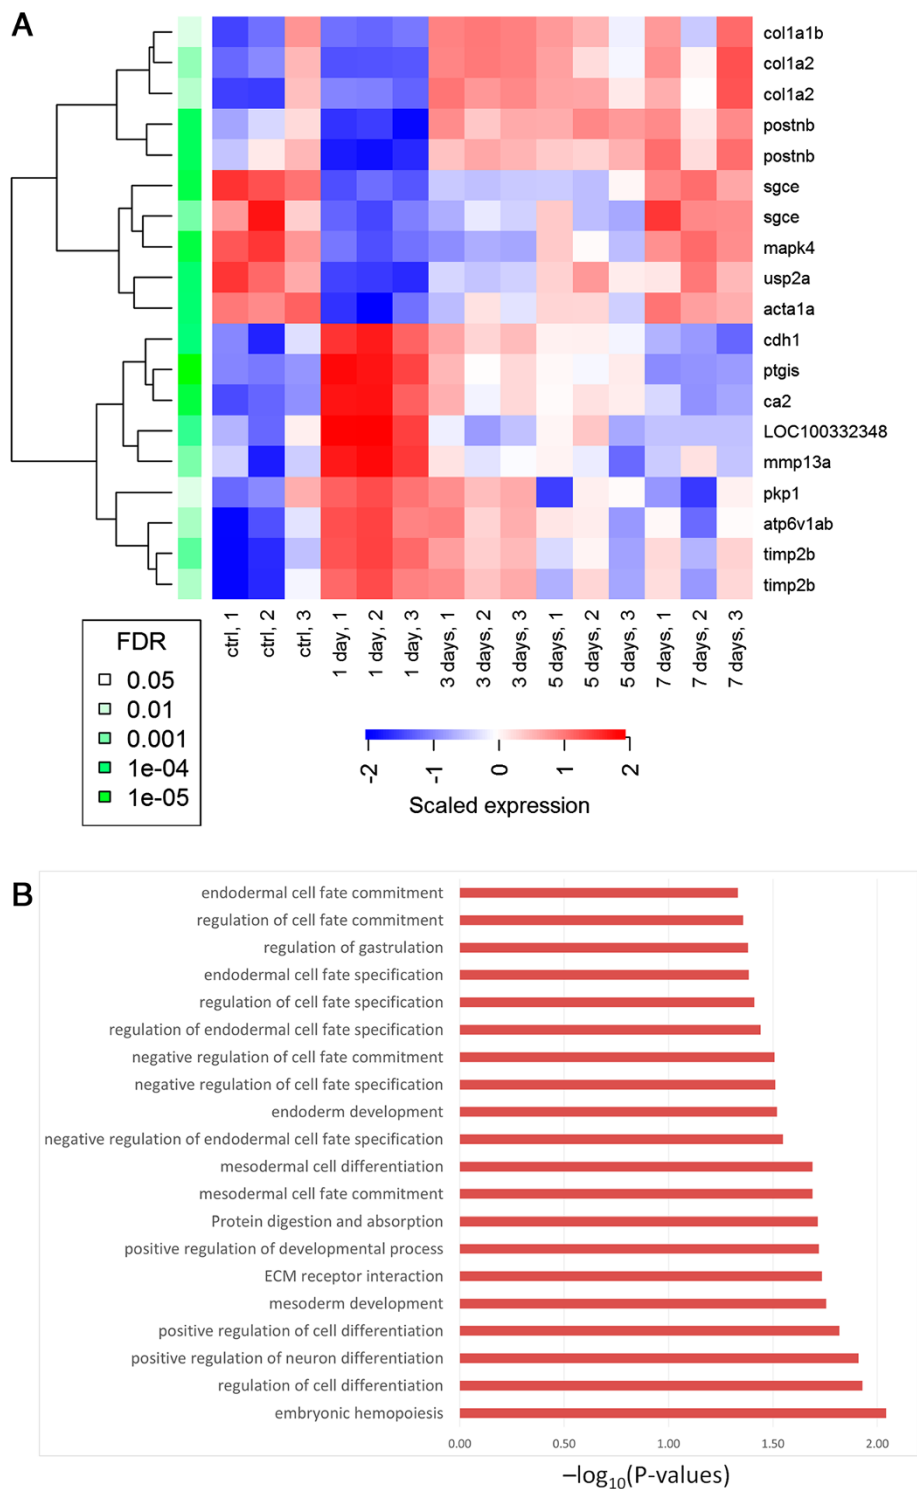 A
col1a1b
col1a2
col1a2
postnb
postnb
sgce
sgce
mapk4
usp2a
acta1a
cdh1
ptgis
ca2
LOC100332348
mmp13a
pkp1
atp6v1ab
timp2b
timp2b
ctrl, 1
ctrl, 2
ctrl, 3
1 day, 1
1 day, 2
1 day, 3
3 days, 1
3 days, 2
3 days, 3
5 days, 1
5 days, 2
5 days, 3
7 days, 1
7 days, 2
7 days, 3
FDR
0.05
0.01
0.001
1e-04
1e-05
-2 -1 0 1 2
Scaled expression
B
endodermal cell fate commitment
regulation of cell fate commitment
regulation of gastrulation
endodermal cell fate specification
regulation of cell fate specification
regulation of endodermal cell fate specification
negative regulation of cell fate commitment
negative regulation of cell fate specification
endoderm development
negative regulation of endodermal cell fate specification
mesodermal cell differentiation
mesodermal cell fate commitment
Protein digestion and absorption
positive regulation of developmental process
ECM receptor interaction
mesoderm development
positive regulation of cell differentiation
positive regulation of neuron differentiation
regulation of cell differentiation
embryonic hemopoiesis
0.00 0.50 1.00 1.50 2.00
–log10(P-values)